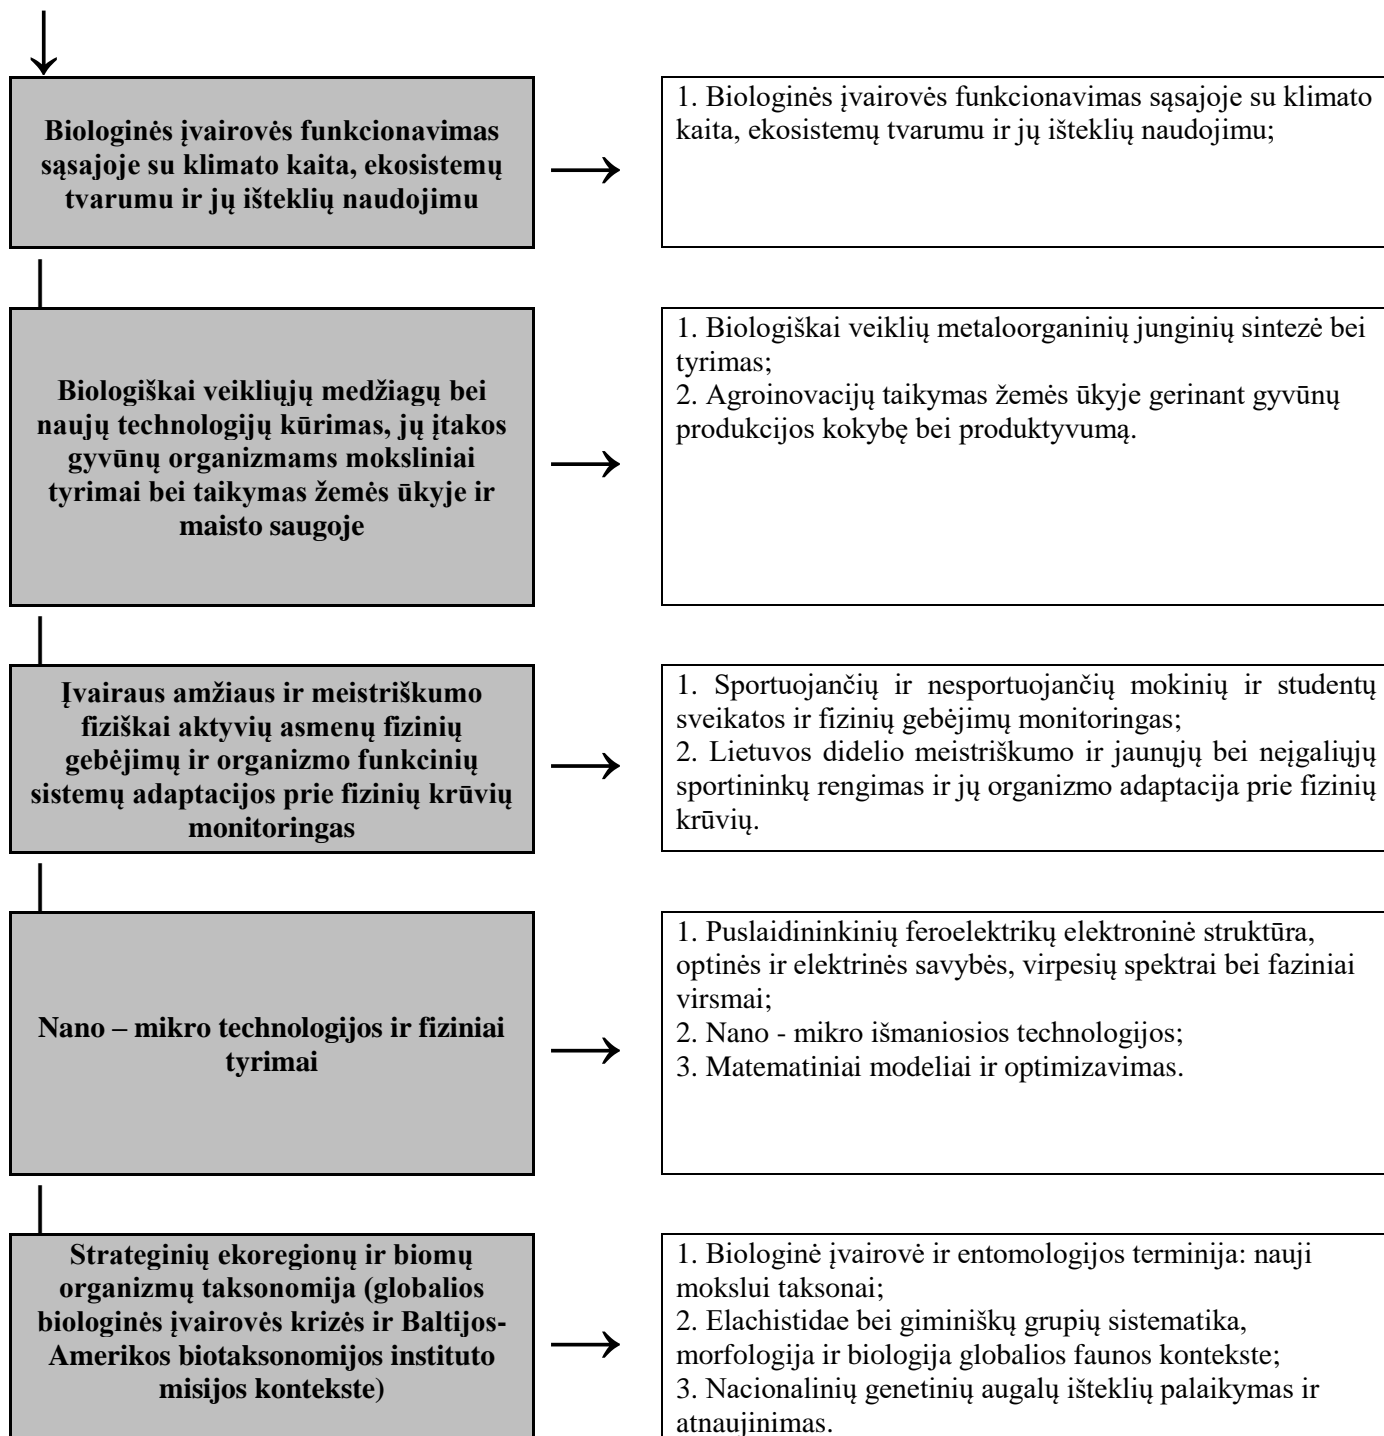 Biologinės įvairovės funkcionavimas
sąsajoje su klimato kaita, ekosistemų
tvarumu ir jų išteklių naudojimu
1. Biologinės įvairovės funkcionavimas sąsajoje su klimato
kaita, ekosistemų tvarumu ir jų išteklių naudojimu;
Biologiškai veikliųjų medžiagų bei
naujų technologijų kūrimas, jų įtakos
gyvūnų organizmams moksliniai
tyrimai bei taikymas žemės ūkyje ir
maisto saugoje
1. Biologiškai veiklių metaloorganinių junginių sintezė bei
tyrimas;
2. Agroinovacijų taikymas žemės ūkyje gerinant gyvūnų
produkcijos kokybę bei produktyvumą.
Įvairaus amžiaus ir meistriškumo
fiziškai aktyvių asmenų fizinių
gebėjimų ir organizmo funkcinių
sistemų adaptacijos prie fizinių krūvių
monitoringas
1. Sportuojančių ir nesportuojančių mokinių ir studentų
sveikatos ir fizinių gebėjimų monitoringas;
2. Lietuvos didelio meistriškumo ir jaunųjų bei neįgaliųjų
sportininkų rengimas ir jų organizmo adaptacija prie fizinių
krūvių.
Nano – mikro technologijos ir fiziniai
tyrimai
1. Puslaidininkinių feroelektrikų elektroninė struktūra,
optinės ir elektrinės savybės, virpesių spektrai bei faziniai
virsmai;
2. Nano - mikro išmaniosios technologijos;
3. Matematiniai modeliai ir optimizavimas.
Strateginių ekoregionų ir biomų
organizmų taksonomija (globalios
biologinės įvairovės krizės ir Baltijos-
Amerikos biotaksonomijos instituto
misijos kontekste)
1. Biologinė įvairovė ir entomologijos terminija: nauji
mokslui taksonai;
2. Elachistidae bei giminiškų grupių sistematika,
morfologija ir biologija globalios faunos kontekste;
3. Nacionalinių genetinių augalų išteklių palaikymas ir
atnaujinimas.